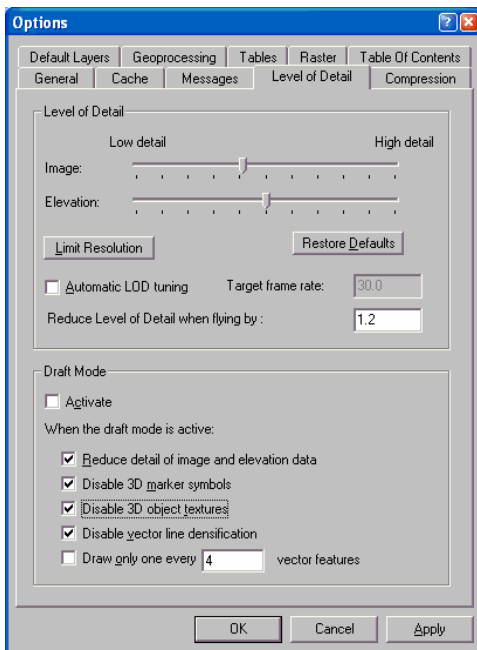 Options
Default Layers Geoprocessing Tables Raster Table Of Contents
General Cache Messages Level of Detail Compression
Level of Detail
Low detail High detail
Image:
Elevation:
Limit Resolution Restore Defaults
Automatic LOD tuning Target frame rate: 30.0
Reduce Level of Detail when flying by : 1.2
Draft Mode
Activate
When the draft mode is active:
Reduce detail of image and elevation data
Disable 3D marker symbols
Disable 3D object textures
Disable vector line densification
Draw only one every 4 vector features
OK Cancel Apply